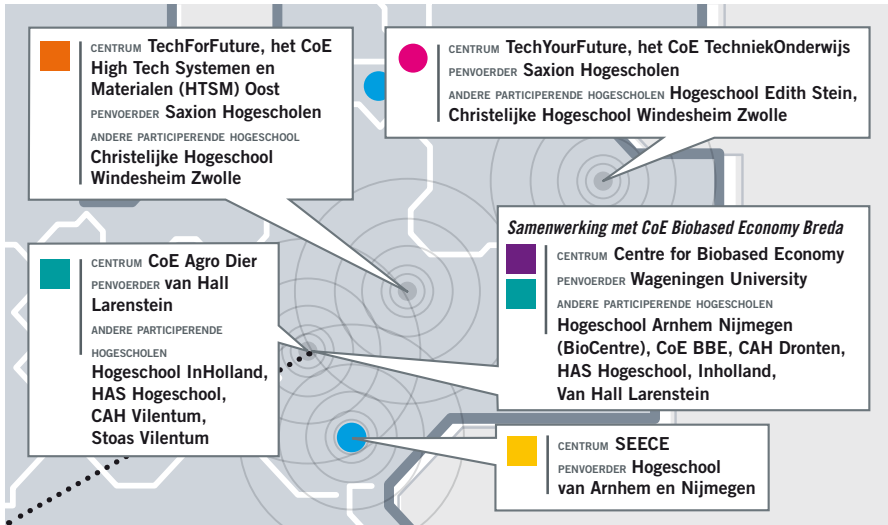 CENTRUM TechForFuture, het CoE
High Tech Systemen en
Materialen (HTSM) Oost
PENVOERDER Saxion Hogescholen
ANDERE PARTICIPERENDE HOGESCHOOL
Christelijke Hogeschool
Windesheim Zwolle
CENTRUM TechYourFuture, het CoE TechniekOnderwijs
PENVOERDER Saxion Hogescholen
ANDERE PARTICIPERENDE HOGESCHOLEN Hogeschool Edith Stein,
Christelijke Hogeschool Windesheim Zwolle
CENTRUM CoE Agro Dier
PENVOERDER van Hall
Larenstein
ANDERE PARTICIPERENDE
HOGESCHOLEN
Hogeschool InHolland,
HAS Hogeschool,
CAH Vilentum,
Stoas Vilentum
Samenwerking met CoE Biobased Economy Breda
CENTRUM Centre for Biobased Economy
PENVOERDER Wageningen University
ANDERE PARTICIPERENDE HOGESCHOLEN
Hogeschool Arnhem Nijmegen
(BioCentre), CoE BBE, CAH Dronten,
HAS Hogeschool, Inholland,
Van Hall Larenstein
CENTRUM SEECE
PENVOERDER Hogeschool
van Arnhem en Nijmegen